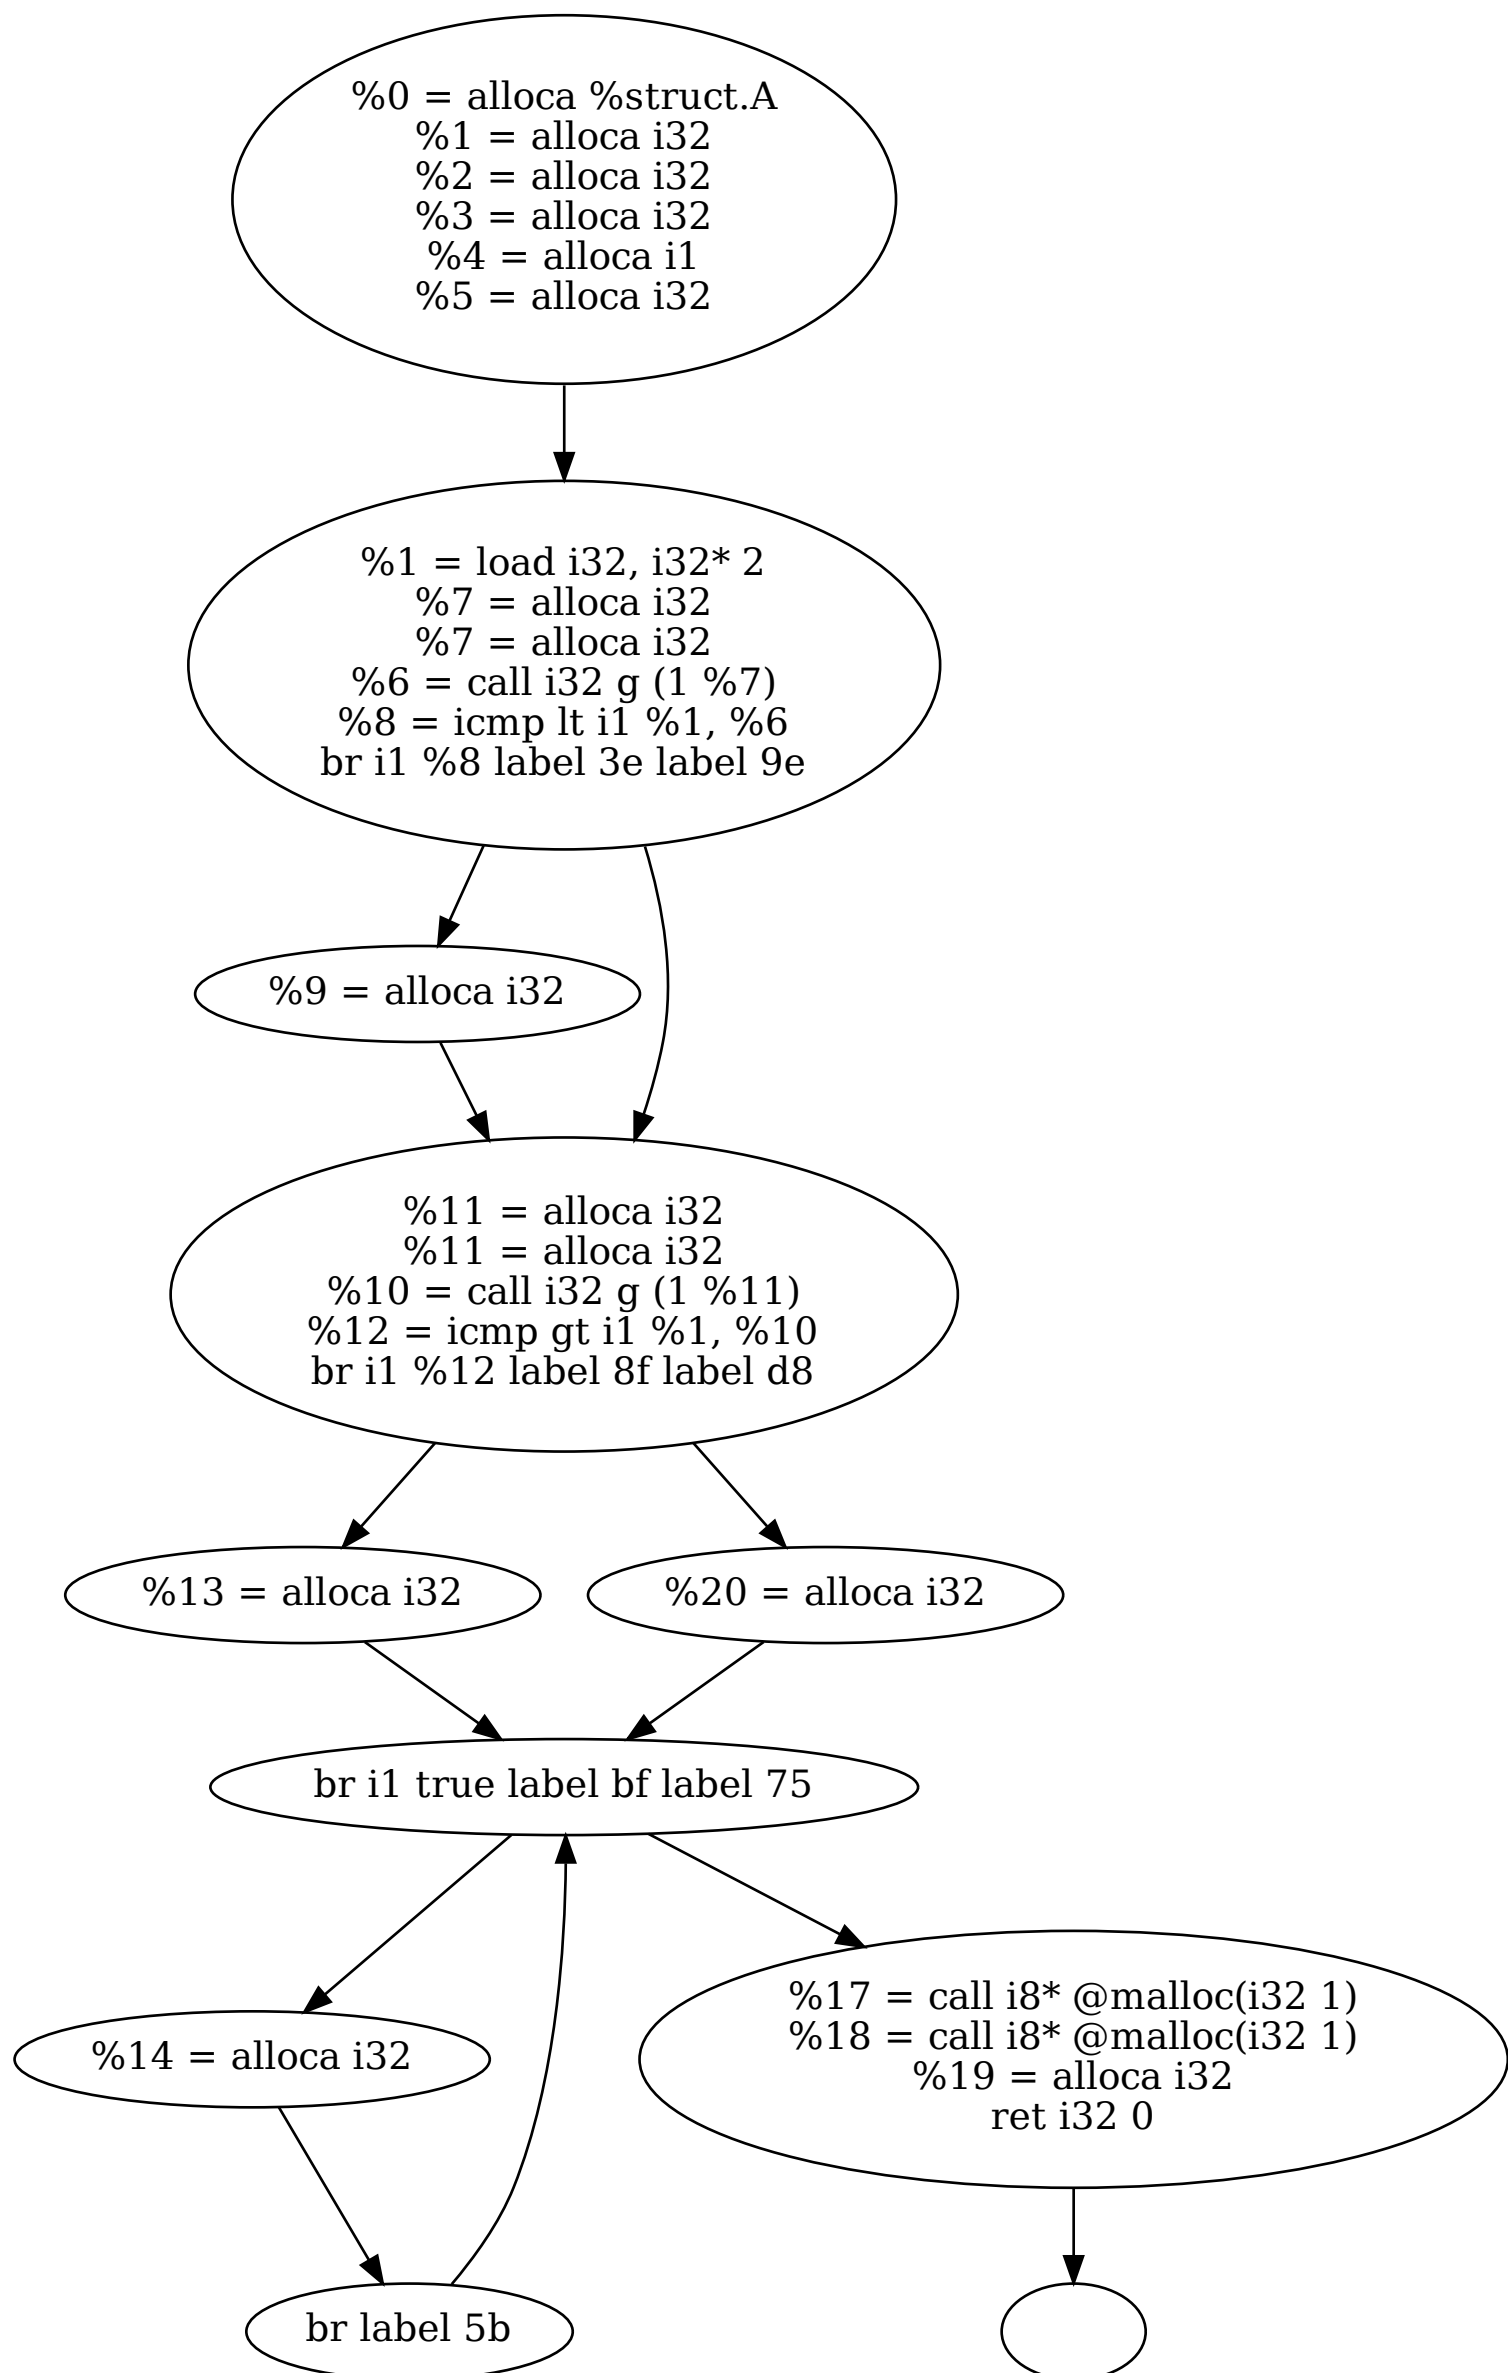 %0 = alloca %struct.A
%1 = alloca i32
%2 = alloca i32
%3 = alloca i32
%4 = alloca i1
%5 = alloca i32
%1 = load i32, i32* 2
%7 = alloca i32
%7 = alloca i32
%6 = call i32 g (1 %7)
%8 = icmp lt i1 %1, %6
br i1 %8 label 3e label 9e
%9 = alloca i32
%11 = alloca i32
%11 = alloca i32
%10 = call i32 g (1 %11)
%12 = icmp gt i1 %1, %10
br i1 %12 label 8f label d8
%13 = alloca i32
%20 = alloca i32
br i1 true label bf label 75
%14 = alloca i32
%17 = call i8* @malloc(i32 1)
%18 = call i8* @malloc(i32 1)
%19 = alloca i32
ret i32 0
br label 5b